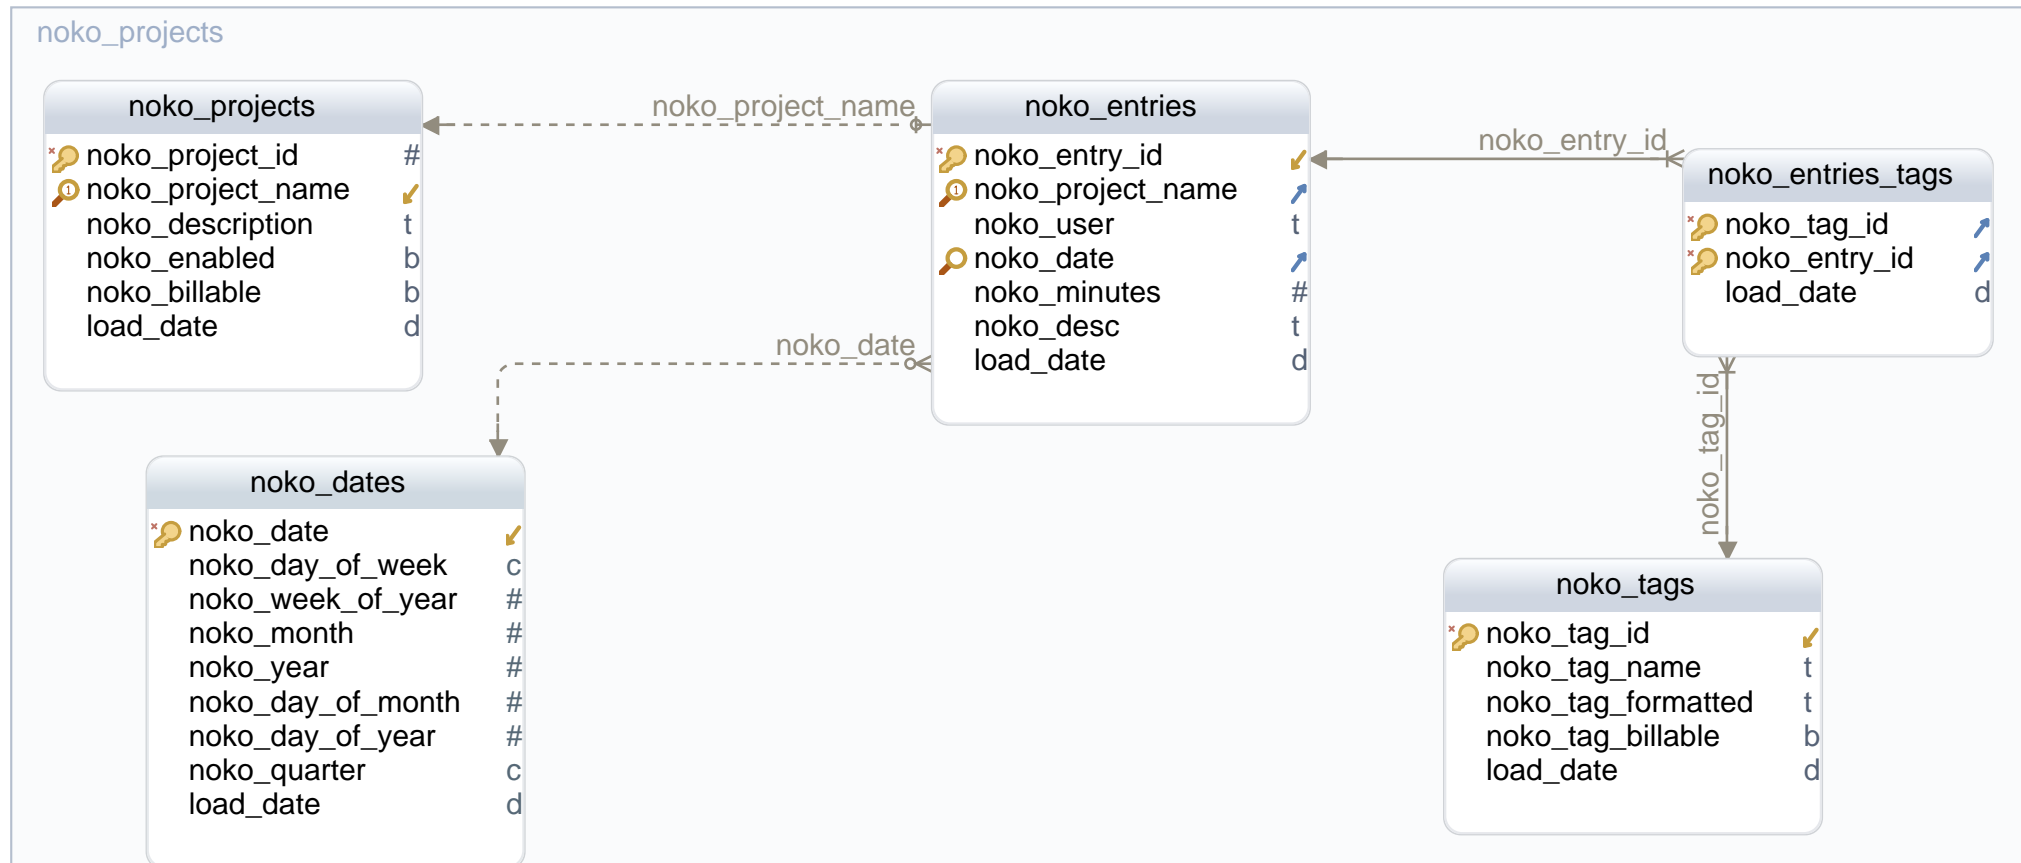 noko_projects
noko_projects
noko_project_id #
noko_project_name
noko_description t
noko_enabled b
noko_billable b
load_date d
noko_project_name
noko_entries
noko_entry_id
1 noko_project_name
noko_user t
noko_date
noko_minutes #
noko_desc t
load_date d
noko_entry_id
noko_entries_tags
noko_tag_id
noko_entry_id
load_date d
noko_date
noko_dates
noko_date
noko_day_of_week c
noko_week_of_year #
noko_month #
noko_year #
noko_day_of_month #
noko_day_of_year #
noko_quarter c
load_date d
noko_tag_id
noko_tags
noko_tag_id
noko_tag_name t
noko_tag_formatted t
noko_tag_billable b
load_date d